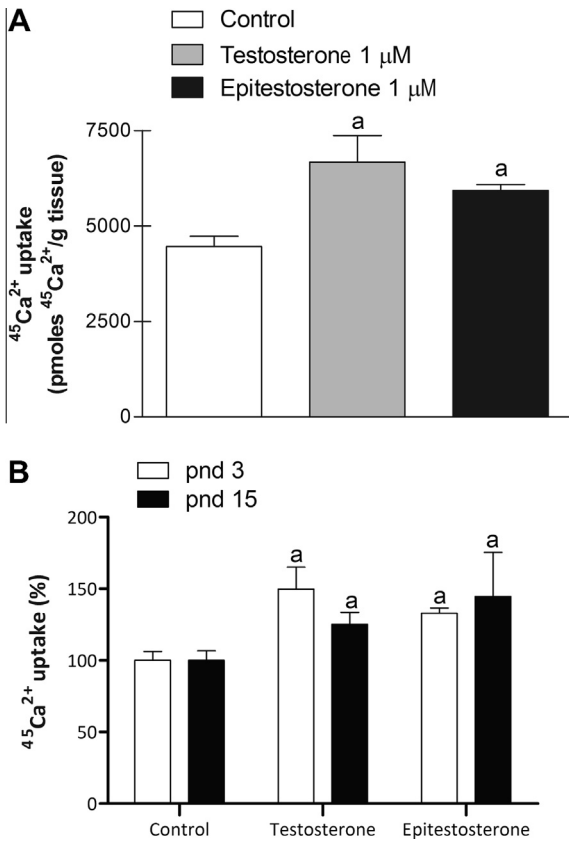 A
Control
Testosterone 1 μM
Epitestosterone 1 μM
⁴⁵Ca²⁺ uptake
(pmoles ⁴⁵Ca²⁺/g tissue)
7500
5000
2500
0
a
a
B
pnd 3
pnd 15
⁴⁵Ca²⁺ uptake (%)
200
150
100
50
0
a
a
a
a
Control Testosterone Epitestosterone